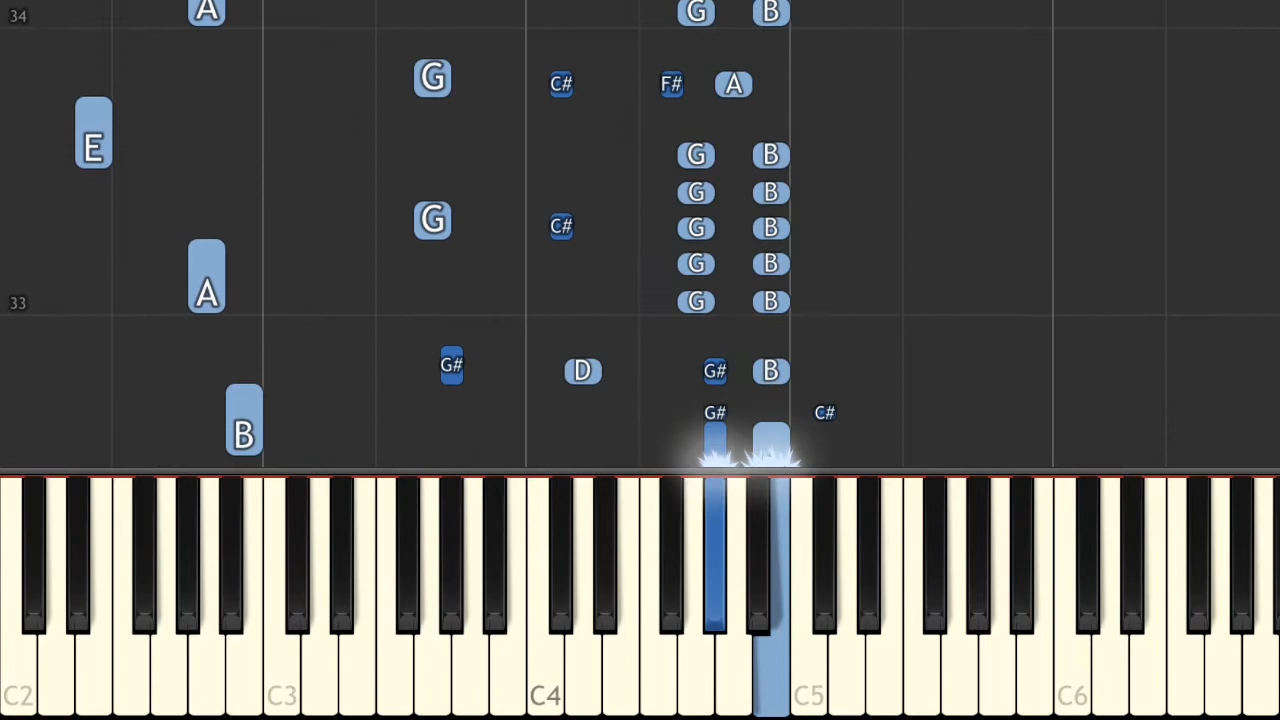 34 A G B
G C# F# A
E G B
G B
G C# G B
G B
A G B
33
G# D G# B
B G# C#
C2 C3 C4 C5 C6